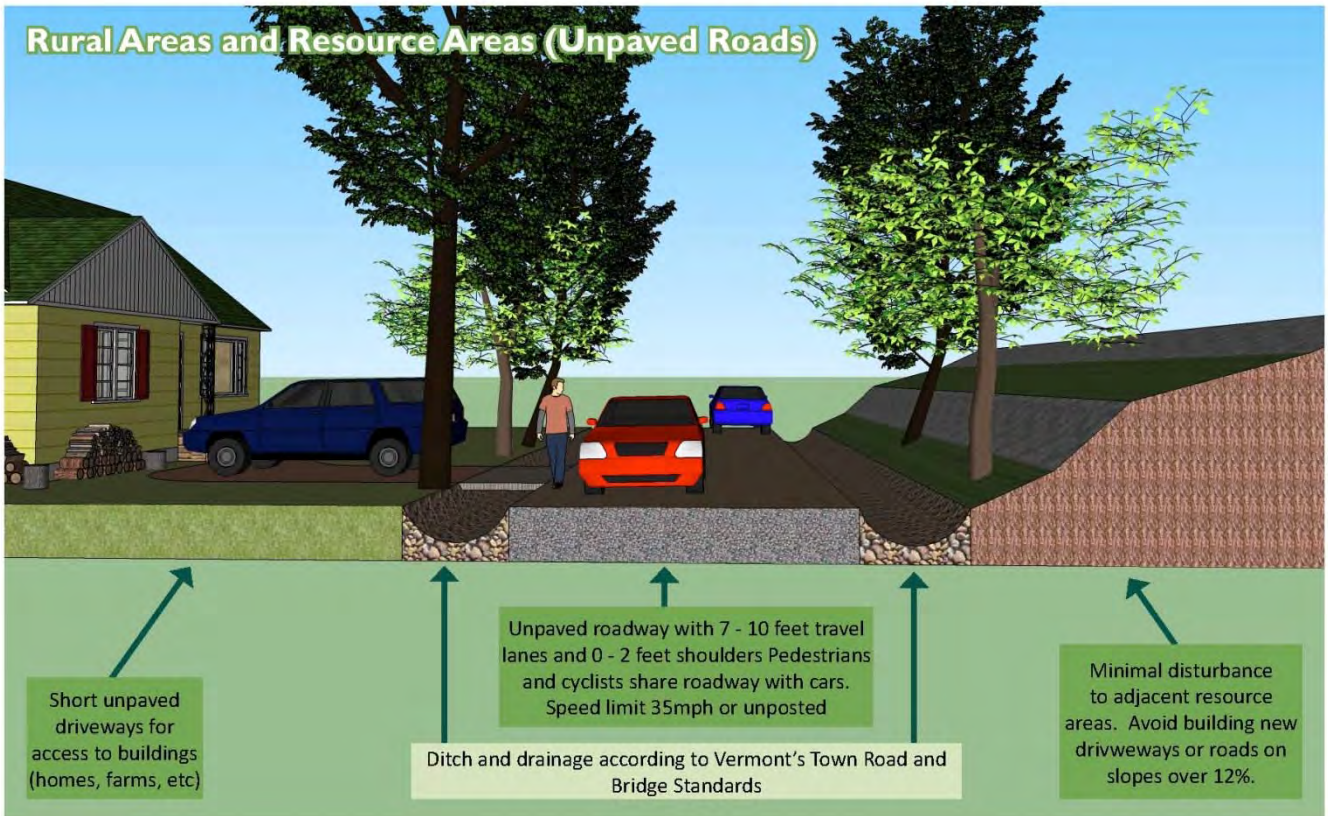 Rural Areas and Resource Areas (Unpaved Roads)
Short unpaved
driveways for
access to buildings
(homes, farms, etc)
Unpaved roadway with 7 - 10 feet travel
lanes and 0 - 2 feet shoulders Pedestrians
and cyclists share roadway with cars.
Speed limit 35mph or unposted
Ditch and drainage according to Vermont's Town Road and
Bridge Standards
Minimal disturbance
to adjacent resource
areas. Avoid building new
drivweways or roads on
slopes over 12%.